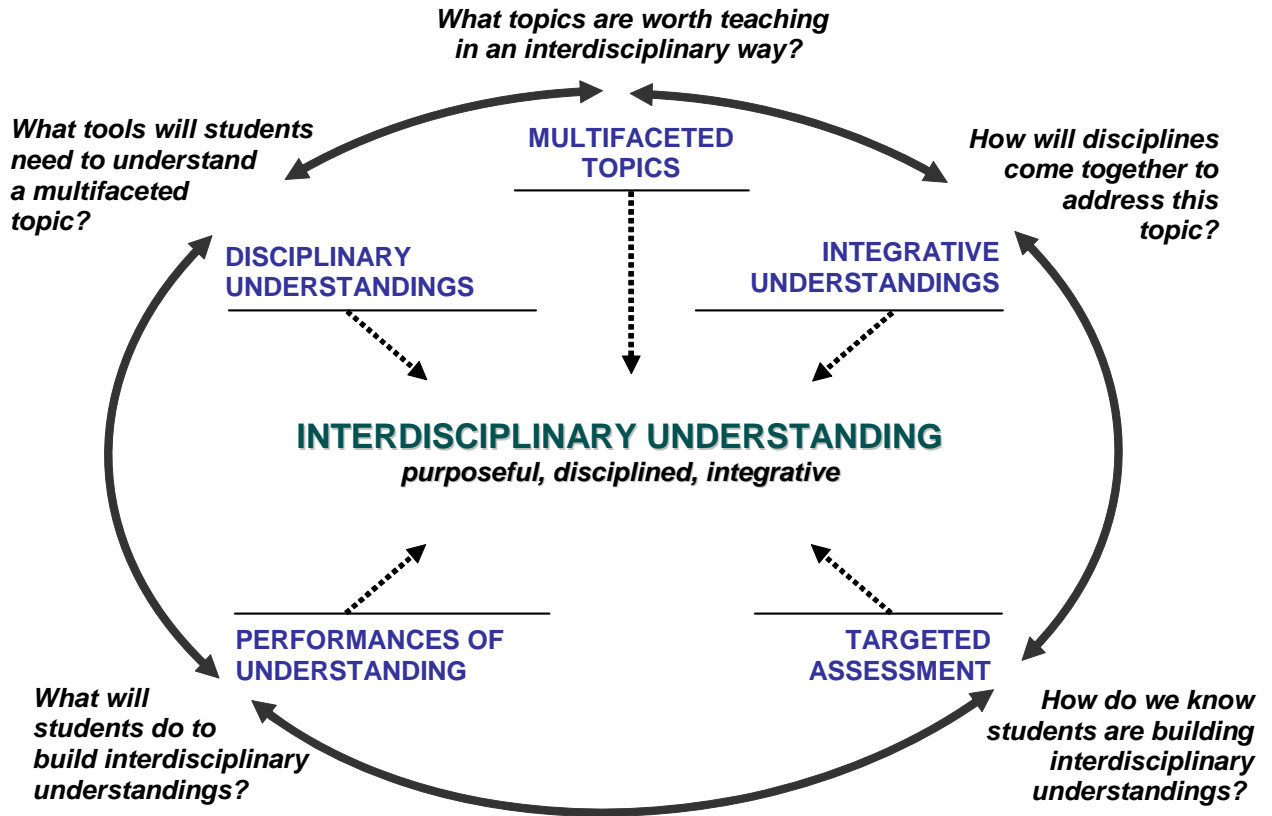 What topics are worth teaching
in an interdisciplinary way?
What tools will students
need to understand
a multifaceted
topic?
MULTIFACETED
TOPICS
How will disciplines
come together to
address this
topic?
DISCIPLINARY
UNDERSTANDINGS
INTEGRATIVE
UNDERSTANDINGS
INTERDISCIPLINARY UNDERSTANDING
purposeful, disciplined, integrative
PERFORMANCES OF
UNDERSTANDING
TARGETED
ASSESSMENT
What will
students do to
build interdisciplinary
understandings?
How do we know
students are building
interdisciplinary
understandings?